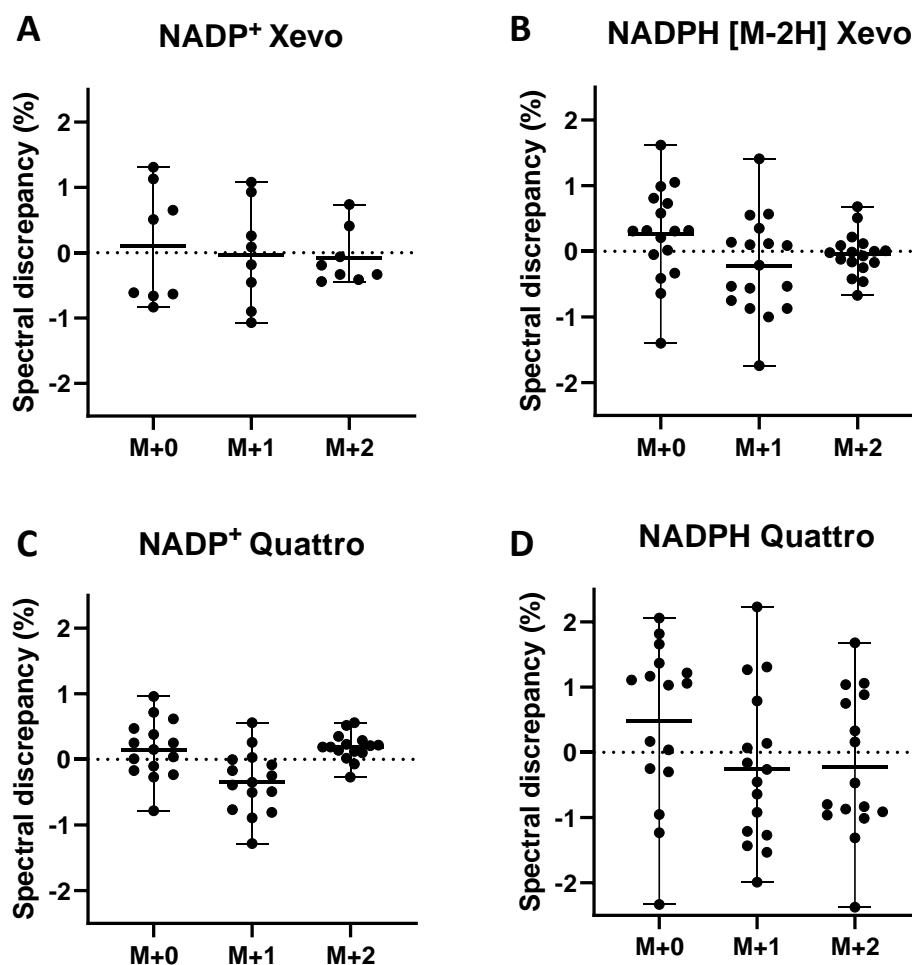 A
NADP+ Xevo
Spectral discrepancy (%)
2
1
0
-1
-2
M+0 M+1 M+2
B
NADPH [M-2H] Xevo
Spectral discrepancy (%)
2
1
0
-1
-2
M+0 M+1 M+2
C
NADP+ Quattro
Spectral discrepancy (%)
2
1
0
-1
-2
M+0 M+1 M+2
D
NADPH Quattro
Spectral discrepancy (%)
2
1
0
-1
-2
M+0 M+1 M+2